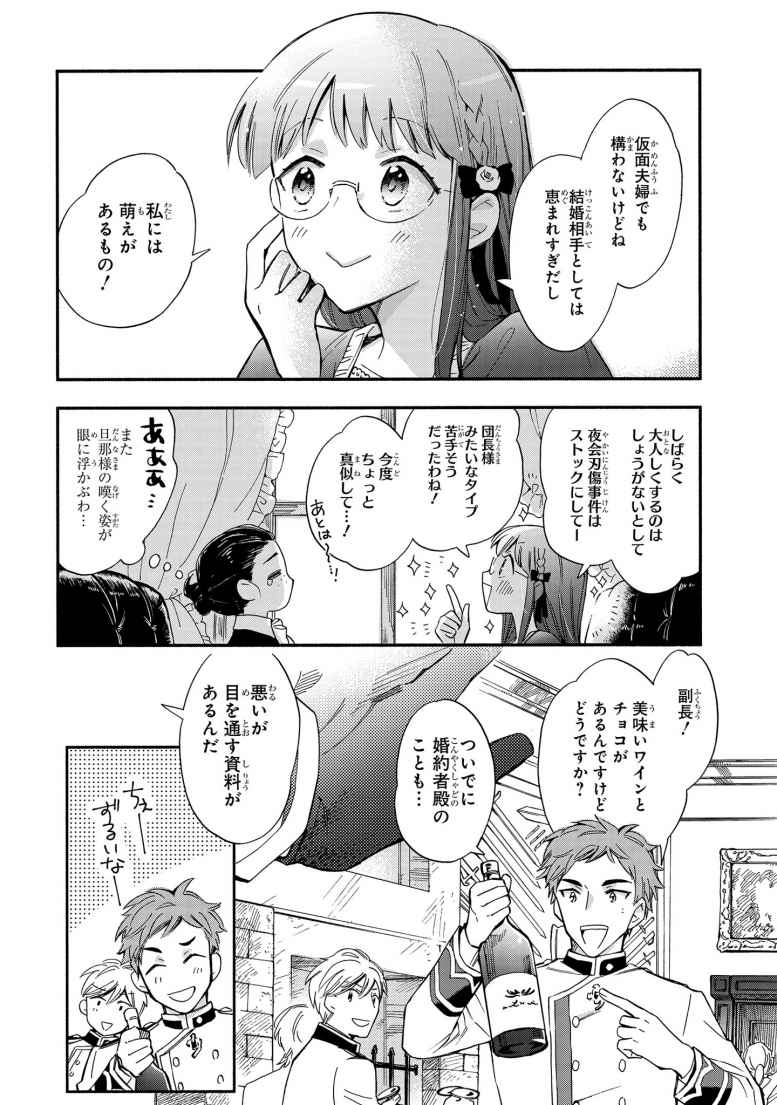 仮面夫婦でも
構わないけどね
結婚相手としては
恵まれすぎだし
私には
萌えが
あるもの!
しばらく
大人しくするのは
しょうがないとして
夜会刃傷事件は
ストックにしてー
団長様
みたいなタイプ
苦手そう
だったわね!
今度
ちょっと
真似して…!
あとは〜…!
あぁぁ…
また
旦那様の嘆く姿が
眼に浮かぶわ…
副長!
美味いワインと
チョコが
あるんですけど
どうですか?
ついでに
婚約者殿の
ことも…
悪いが
目を通す資料が
あるんだ
ちぇー
ずるいなー